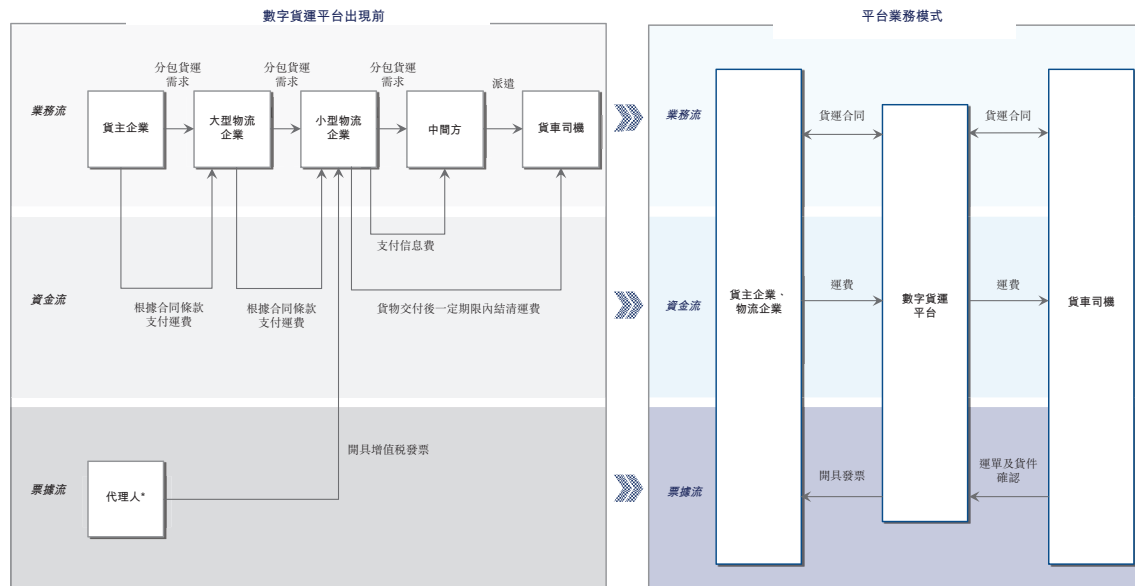 數字貨運平台出現前
平台業務模式
業務流
貨主企業
分包貨運
需求
大型物流
企業
分包貨運
需求
小型物流
企業
分包貨運
需求
中間方
派遣
貨車司機
支付信息費
資金流
根據合同條款
支付運費
根據合同條款
支付運費
貨物交付後一定期限內結清運費
開具增值稅發票
票據流
代理人*
業務流
貨運合同
貨運合同
資金流
貨主企業、
物流企業
運費
數字貨運
平台
運費
貨車司機
票據流
開具發票
運單及貨件
確認